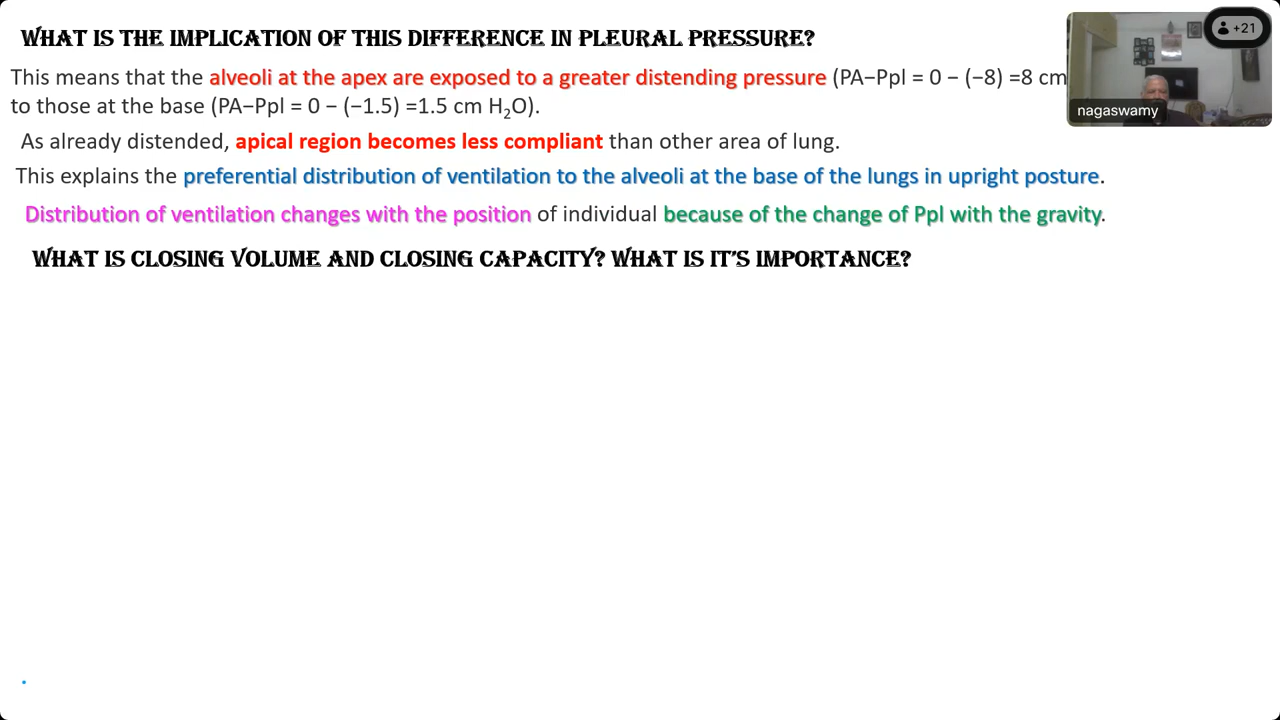 WHAT IS THE IMPLICATION OF THIS DIFFERENCE IN PLEURAL PRESSURE?
+21
This means that the alveoli at the apex are exposed to a greater distending pressure (PA−Ppl = 0 − (−8) =8 cm
to those at the base (PA−Ppl = 0 − (−1.5) =1.5 cm H₂O).
nagaswamy
As already distended, apical region becomes less compliant than other area of lung.
This explains the preferential distribution of ventilation to the alveoli at the base of the lungs in upright posture.
Distribution of ventilation changes with the position of individual because of the change of Ppl with the gravity.
WHAT IS CLOSING VOLUME AND CLOSING CAPACITY? WHAT IS IT'S IMPORTANCE?